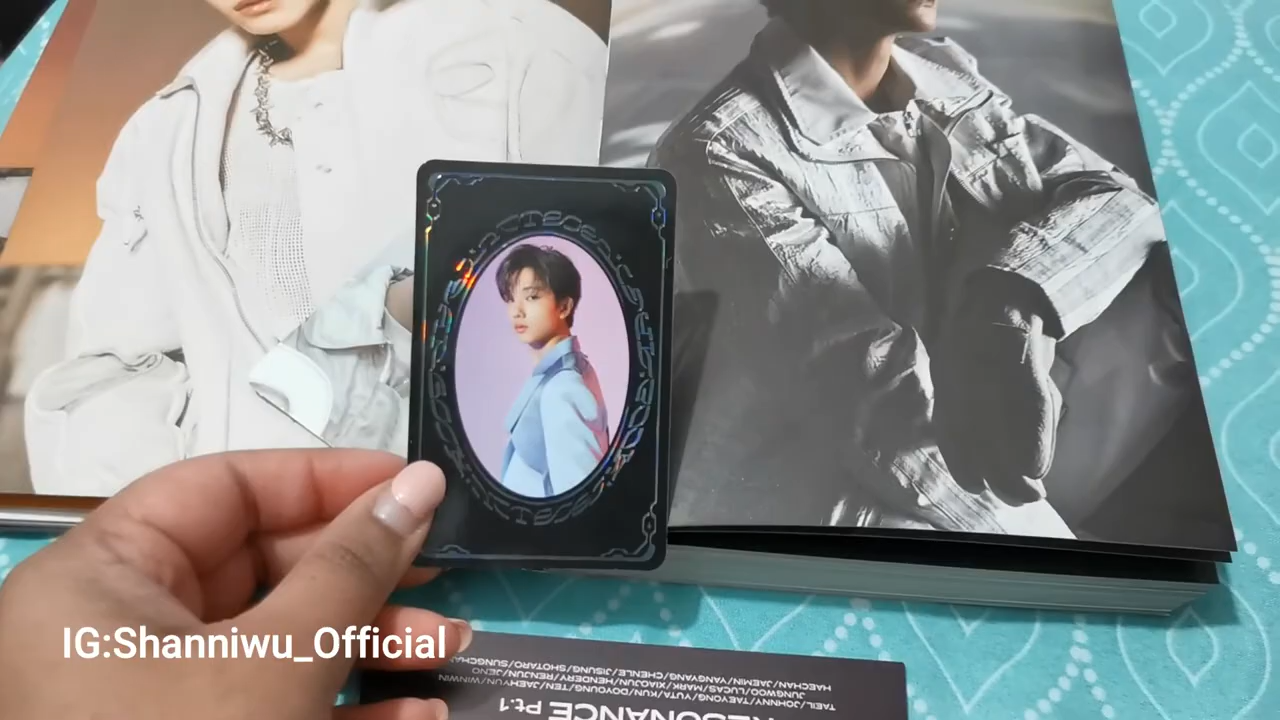 IG:Shanniwu_Official
RESONANCE Pt.1
TAEIL/JOHNNY/TAEYONG/YUTA/KUN/DOYOUNG/TEN/JAEHYUN/WINWIN
JUNGWOO/LUCAS/MARK/XIAOJUN/HENDERY/RENJUN/JENO
HAECHAN/JAEMIN/YANGYANG/CHENLE/JISUNG/SHOTARO/SUNGCHAN